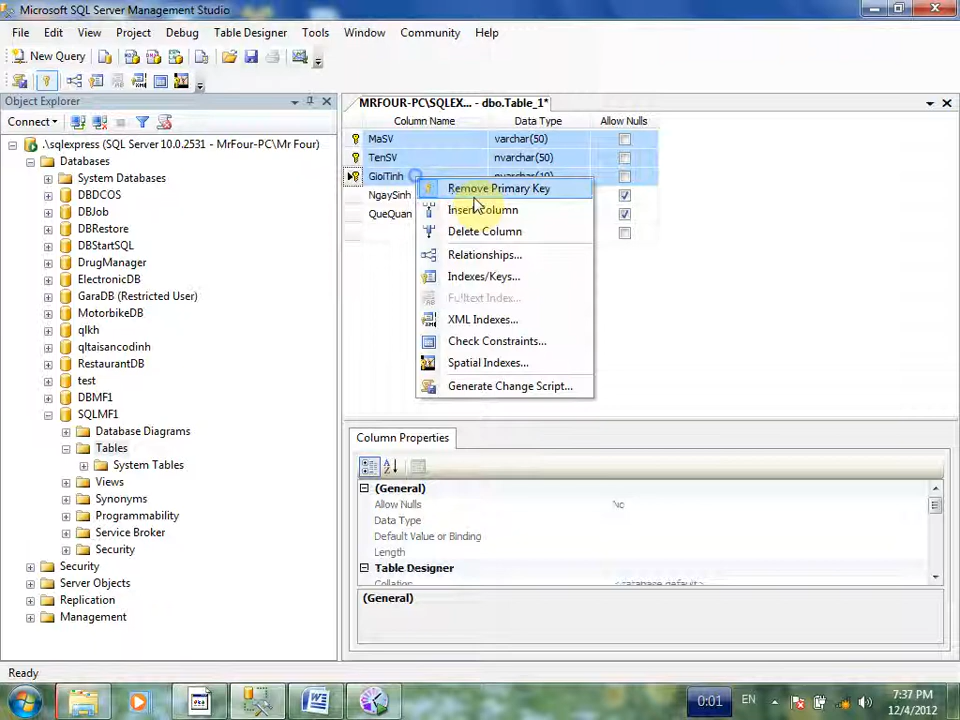 Microsoft SQL Server Management Studio
File Edit View Project Debug Table Designer Tools Window Community Help
New Query
Object Explorer
Connect
.\sqlexpress (SQL Server 10.0.2531 - MrFour-PC\Mr Four)
Databases
System Databases
DBDCOS
DBJob
DBRestore
DBStartSQL
DrugManager
ElectronicDB
GaraDB (Restricted User)
MotorbikeDB
qlkh
qltaisancodinh
RestaurantDB
test
DBMF1
SQLMF1
Database Diagrams
Tables
System Tables
Views
Synonyms
Programmability
Service Broker
Security
Security
Server Objects
Replication
Management
MRFOUR-PC\SQLEX... - dbo.Table_1*
Column Name Data Type Allow Nulls
MaSV varchar(50)
TenSV nvarchar(50)
GioiTinh nvarchar(10)
NgaySinh
QueQuan
Remove Primary Key
Insert Column
Delete Column
Relationships...
Indexes/Keys...
Fulltext Index...
XML Indexes...
Check Constraints...
Spatial Indexes...
Generate Change Script...
Column Properties
(General)
Allow Nulls No
Data Type
Default Value or Binding
Length
Table Designer
Collation <database default>
(General)
Ready
0:01 EN 7:37 PM
12/4/2012